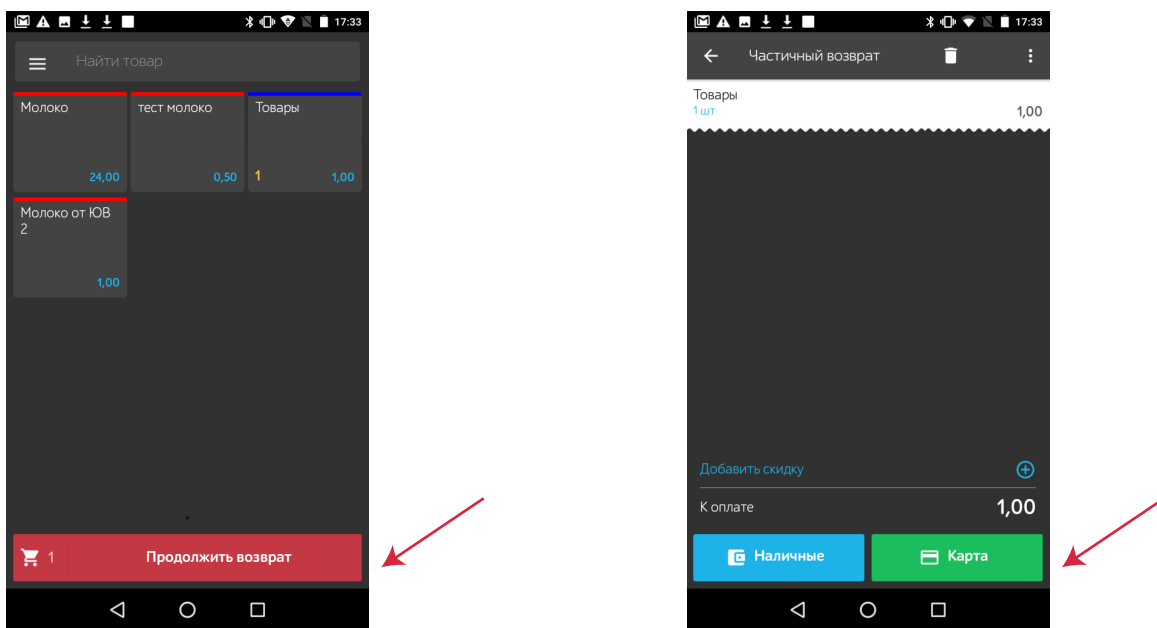 17:33
Найти товар
Молоко
24,00
тест молоко
0,50
Товары
1 1,00
Молоко от ЮВ
2
1,00
1 Продолжить возврат
17:33
Частичный возврат
Товары
1 шт 1,00
Добавить скидку
К оплате 1,00
Наличные Карта